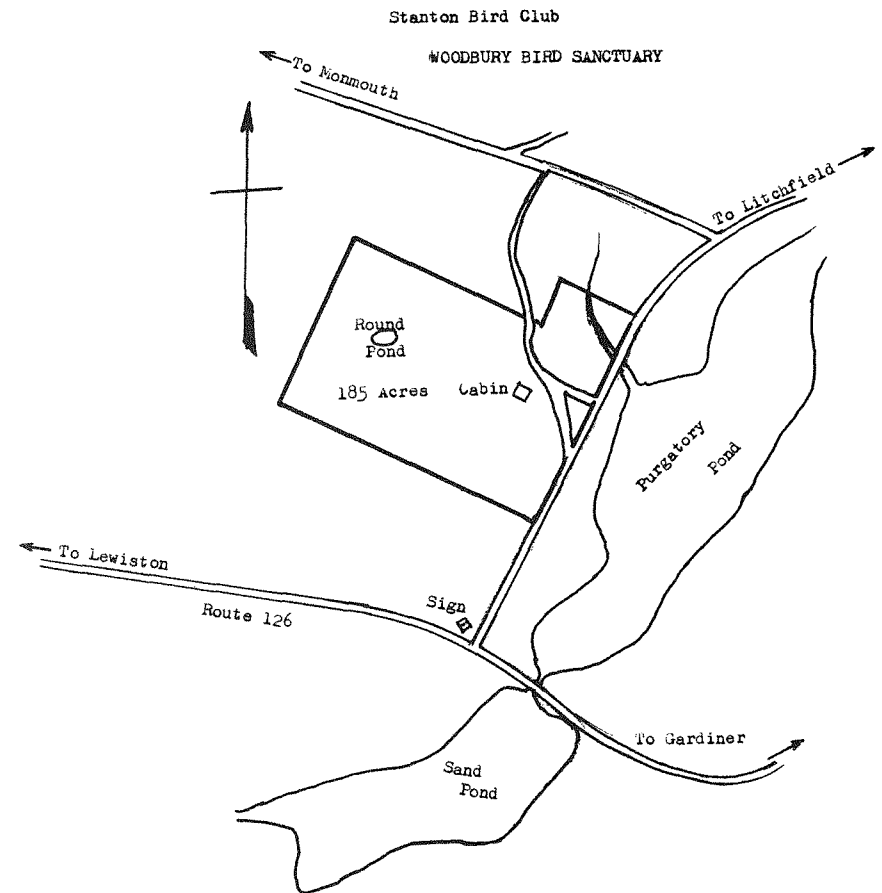 Stanton Bird Club
WOODBURY BIRD SANCTUARY
To Monmouth
To Litchfield
Round
Pond
185 Acres
Cabin
Purgatory
Pond
To Lewiston
Route 126
Sign
To Gardiner
Sand
Pond